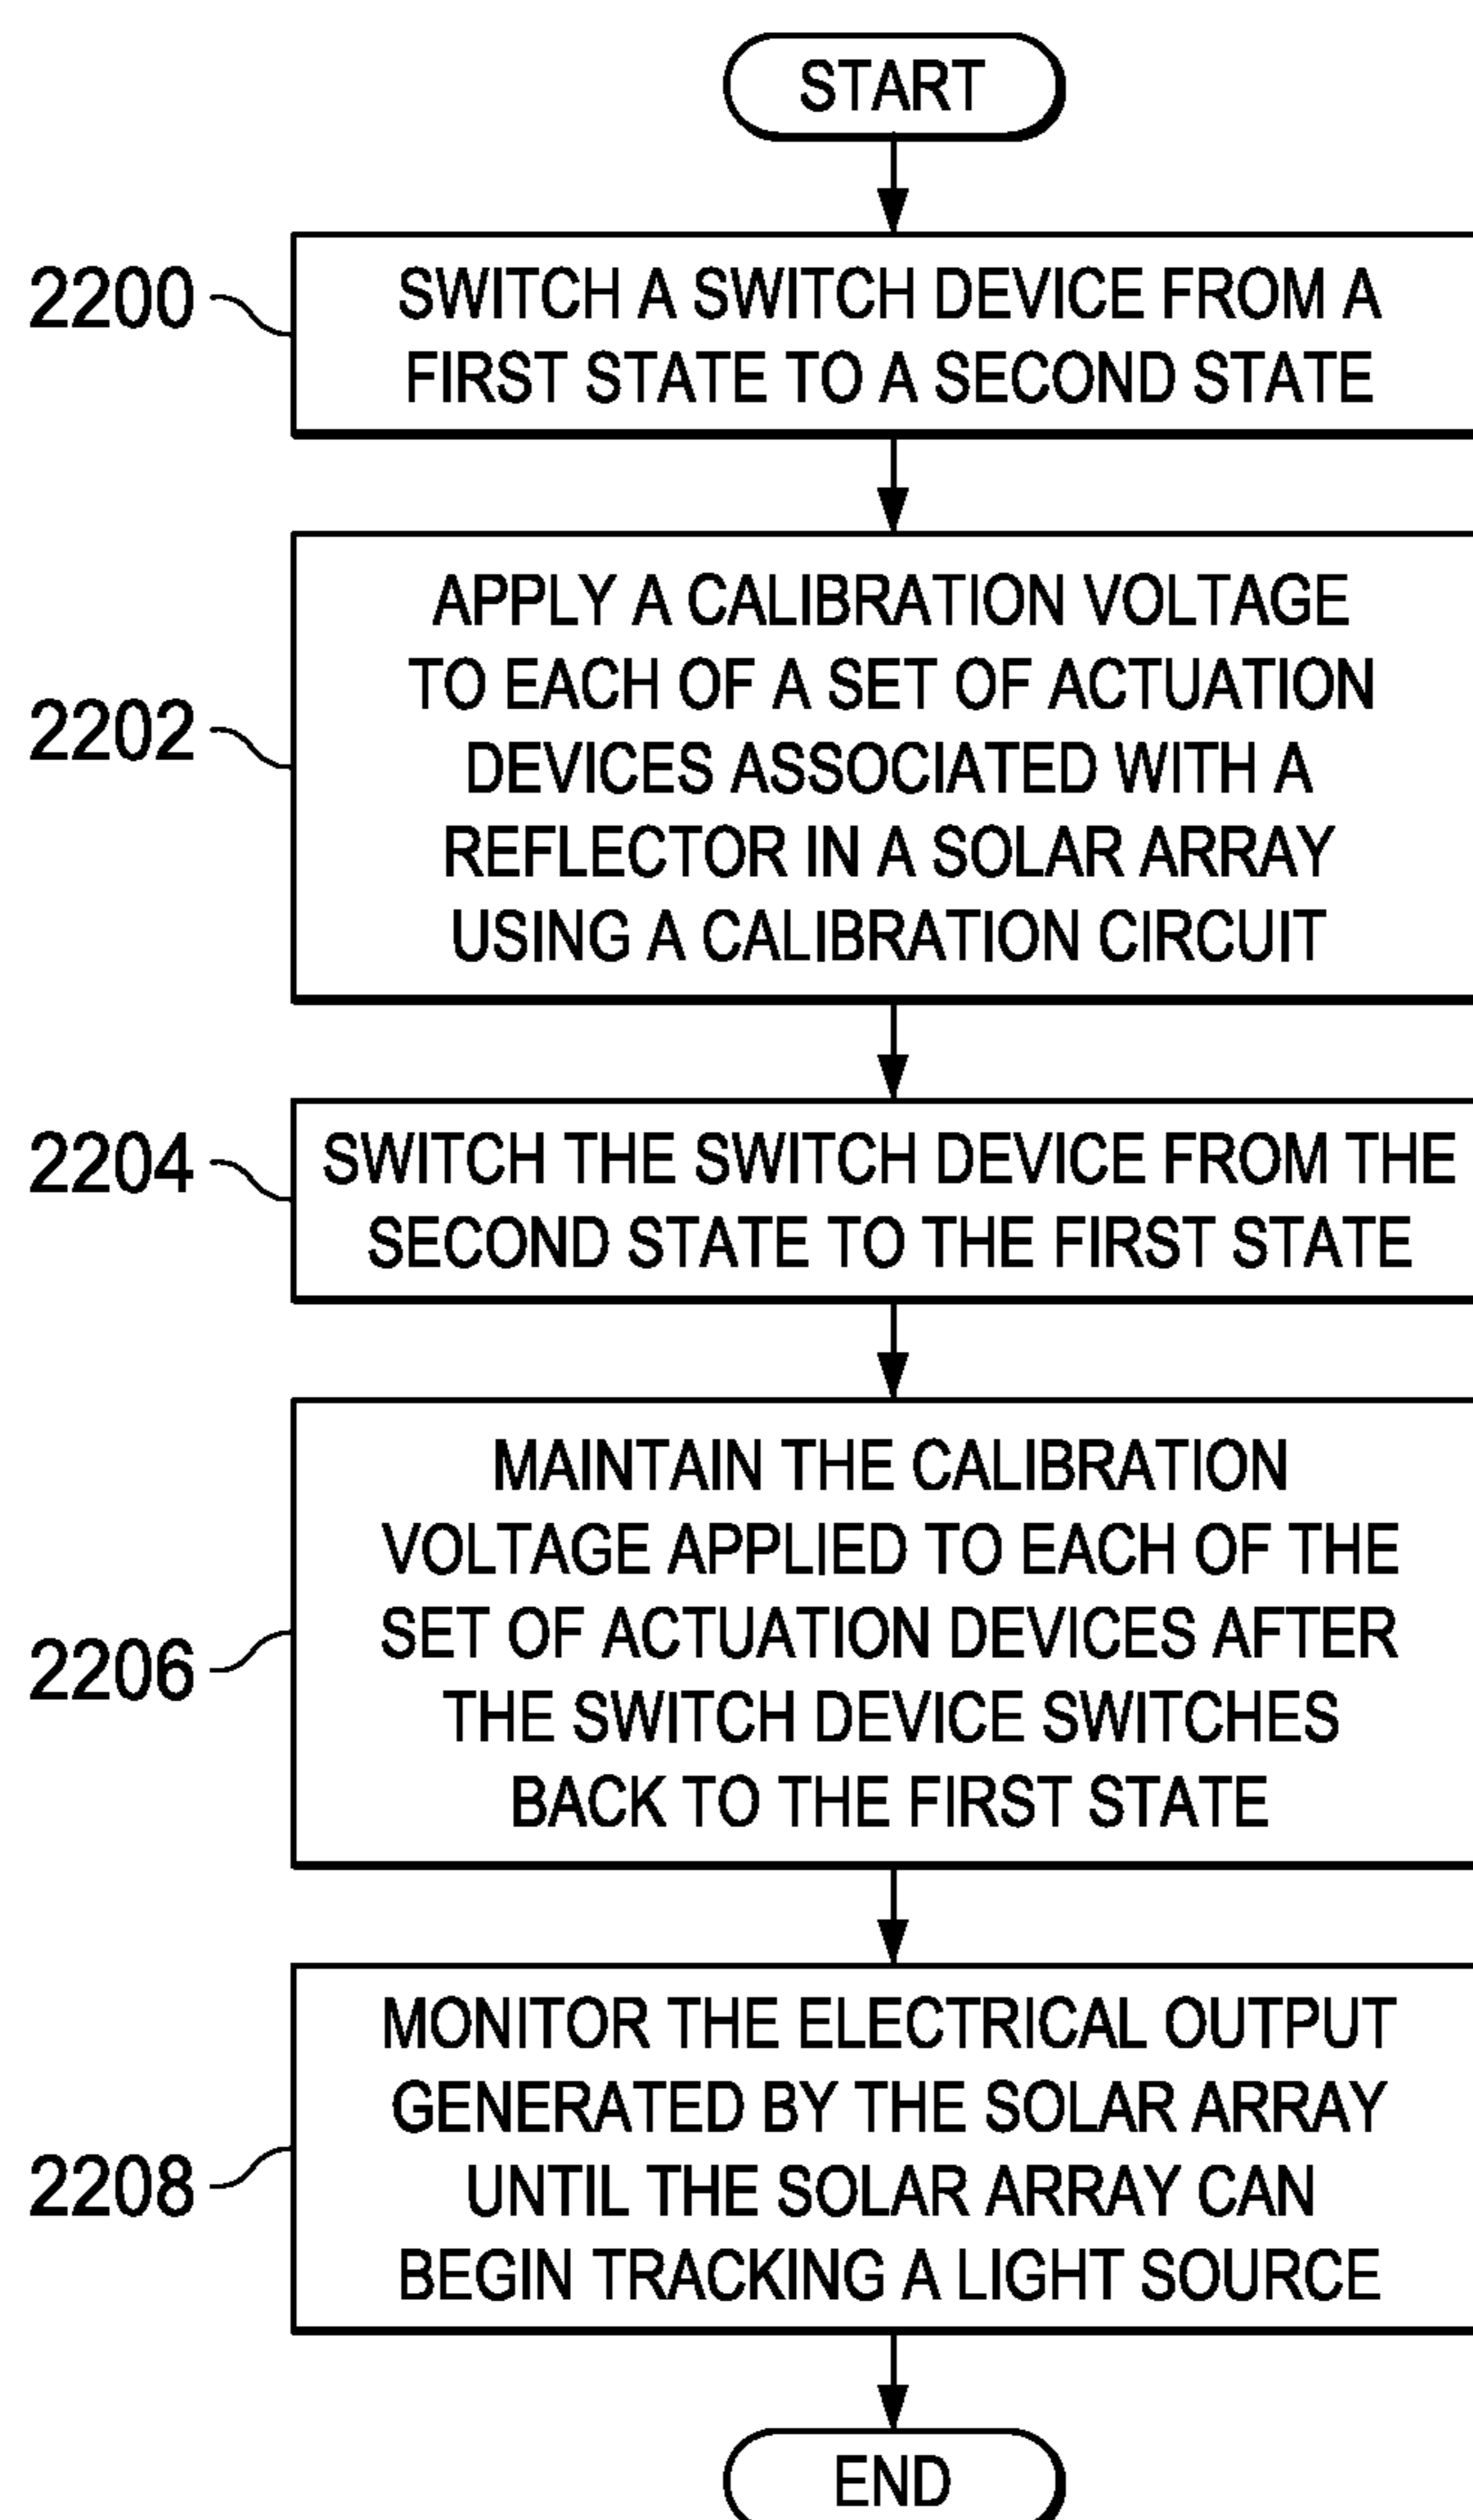 START
2200
SWITCH A SWITCH DEVICE FROM A
FIRST STATE TO A SECOND STATE
2202
APPLY A CALIBRATION VOLTAGE
TO EACH OF A SET OF ACTUATION
DEVICES ASSOCIATED WITH A
REFLECTOR IN A SOLAR ARRAY
USING A CALIBRATION CIRCUIT
2204
SWITCH THE SWITCH DEVICE FROM THE
SECOND STATE TO THE FIRST STATE
2206
MAINTAIN THE CALIBRATION
VOLTAGE APPLIED TO EACH OF THE
SET OF ACTUATION DEVICES AFTER
THE SWITCH DEVICE SWITCHES
BACK TO THE FIRST STATE
2208
MONITOR THE ELECTRICAL OUTPUT
GENERATED BY THE SOLAR ARRAY
UNTIL THE SOLAR ARRAY CAN
BEGIN TRACKING A LIGHT SOURCE
END